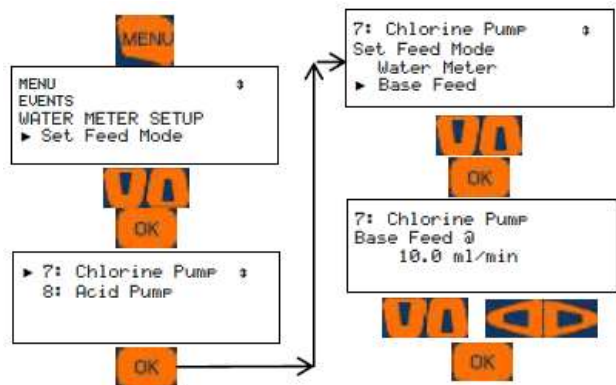 MENU
MENU ⇕
EVENTS
WATER METER SETUP
► Set Feed Mode
OK
► 7: Chlorine Pump ⇕
8: Acid Pump
OK
7: Chlorine Pump ⇕
Set Feed Mode
Water Meter
► Base Feed
OK
7: Chlorine Pump
Base Feed @
10.0 ml/min
OK